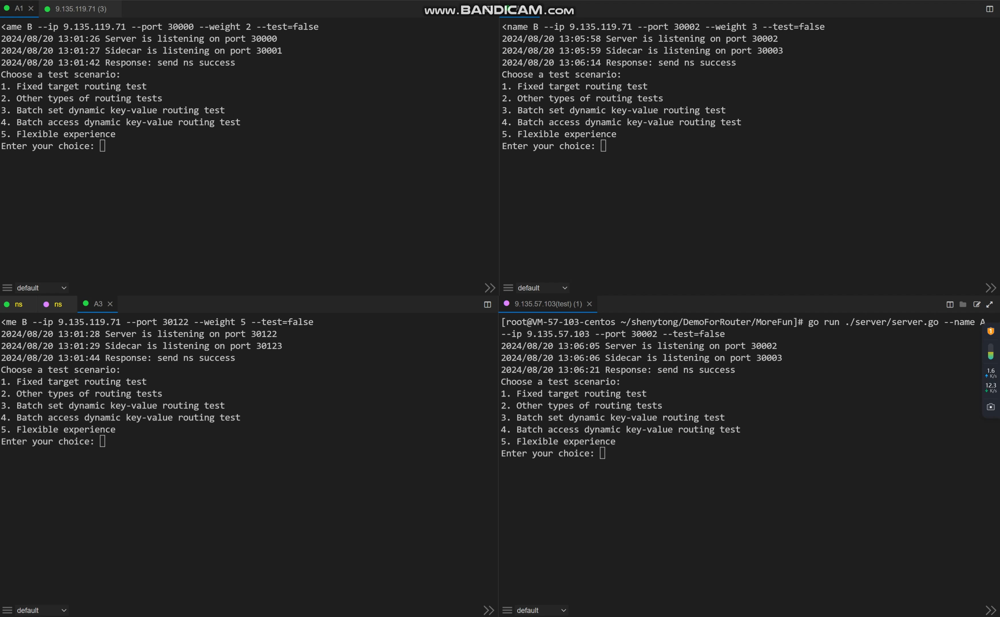 A1
9.135.119.71 (3)
www.BANDICAM.com
<ame B --ip 9.135.119.71 --port 30000 --weight 2 --test=false
2024/08/20 13:01:26 Server is listening on port 30000
2024/08/20 13:01:27 Sidecar is listening on port 30001
2024/08/20 13:01:42 Response: send ns success
Choose a test scenario:
1. Fixed target routing test
2. Other types of routing tests
3. Batch set dynamic key-value routing test
4. Batch access dynamic key-value routing test
5. Flexible experience
Enter your choice:
default
<name B --ip 9.135.119.71 --port 30002 --weight 3 --test=false
2024/08/20 13:05:58 Server is listening on port 30002
2024/08/20 13:05:59 Sidecar is listening on port 30003
2024/08/20 13:06:14 Response: send ns success
Choose a test scenario:
1. Fixed target routing test
2. Other types of routing tests
3. Batch set dynamic key-value routing test
4. Batch access dynamic key-value routing test
5. Flexible experience
Enter your choice:
default
ns
ns
A3
<me B --ip 9.135.119.71 --port 30122 --weight 5 --test=false
2024/08/20 13:01:28 Server is listening on port 30122
2024/08/20 13:01:29 Sidecar is listening on port 30123
2024/08/20 13:01:44 Response: send ns success
Choose a test scenario:
1. Fixed target routing test
2. Other types of routing tests
3. Batch set dynamic key-value routing test
4. Batch access dynamic key-value routing test
5. Flexible experience
Enter your choice:
default
9.135.57.103(test) (1)
[root@VM-57-103-centos ~/shenytong/DemoForRouter/MoreFun]# go run ./server/server.go --name A
--ip 9.135.57.103 --port 30002 --test=false
2024/08/20 13:06:05 Server is listening on port 30002
2024/08/20 13:06:06 Sidecar is listening on port 30003
2024/08/20 13:06:21 Response: send ns success
Choose a test scenario:
1. Fixed target routing test
2. Other types of routing tests
3. Batch set dynamic key-value routing test
4. Batch access dynamic key-value routing test
5. Flexible experience
Enter your choice:
default
1
1.6
K/s
12.3
K/s